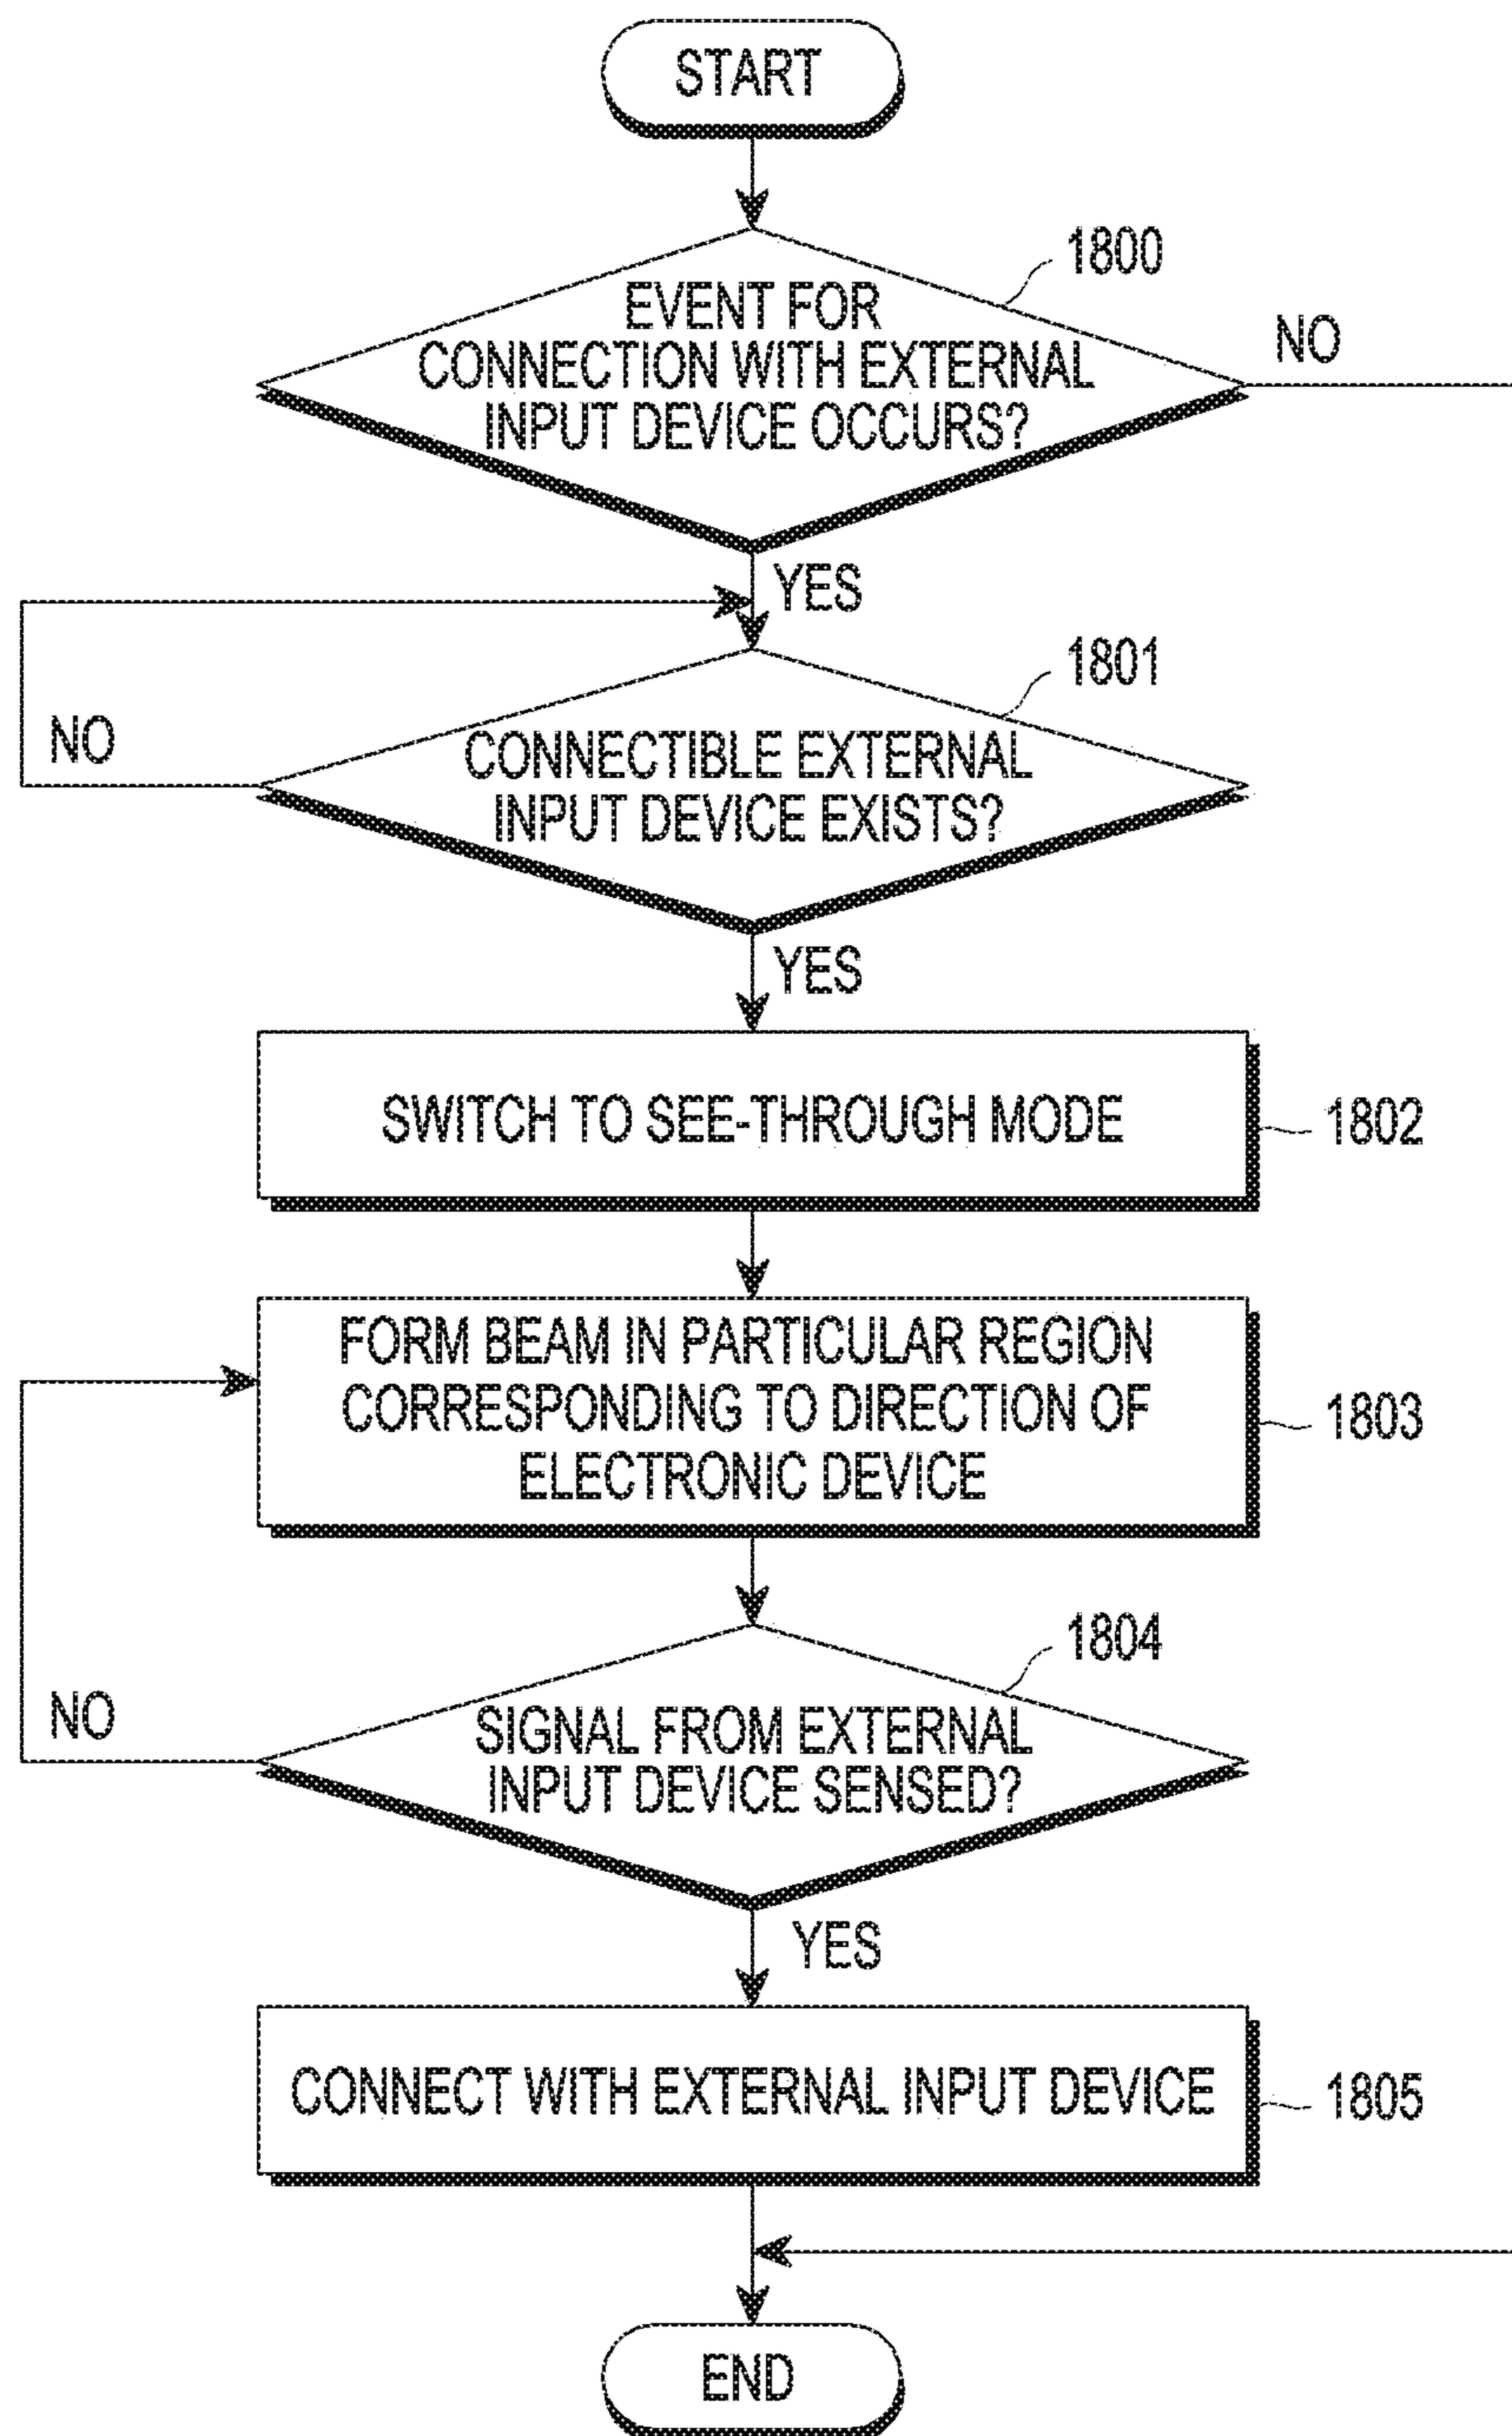 START
1800
EVENT FOR
CONNECTION WITH EXTERNAL
INPUT DEVICE OCCURS?
NO
YES
1801
CONNECTIBLE EXTERNAL
INPUT DEVICE EXISTS?
NO
YES
SWITCH TO SEE-THROUGH MODE
1802
FORM BEAM IN PARTICULAR REGION
CORRESPONDING TO DIRECTION OF
ELECTRONIC DEVICE
1803
1804
SIGNAL FROM EXTERNAL
INPUT DEVICE SENSED?
NO
YES
CONNECT WITH EXTERNAL INPUT DEVICE
1805
END